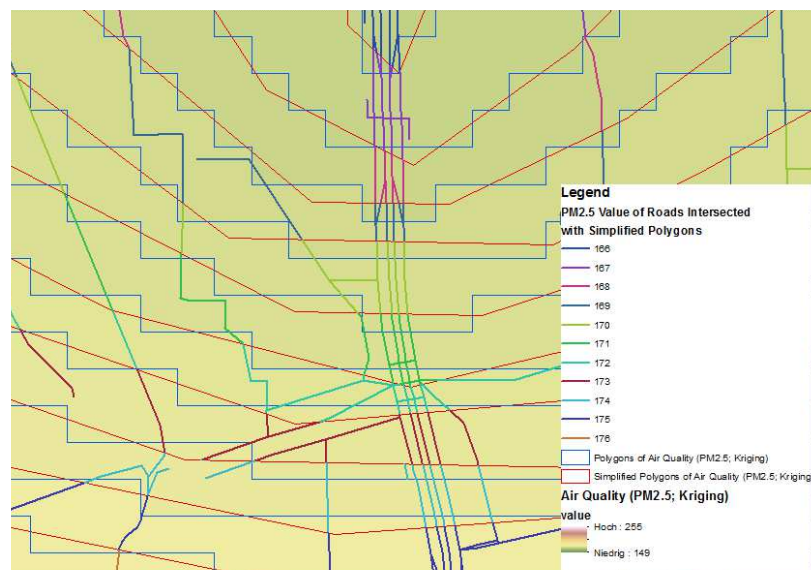 Legend
PM2.5 Value of Roads Intersected
with Simplified Polygons
166
167
168
169
170
171
172
173
174
175
176
Polygons of Air Quality (PM2.5; Kriging)
Simplified Polygons of Air Quality (PM2.5; Kriging
Air Quality (PM2.5; Kriging)
value
Hoch : 255
Niedrig : 149